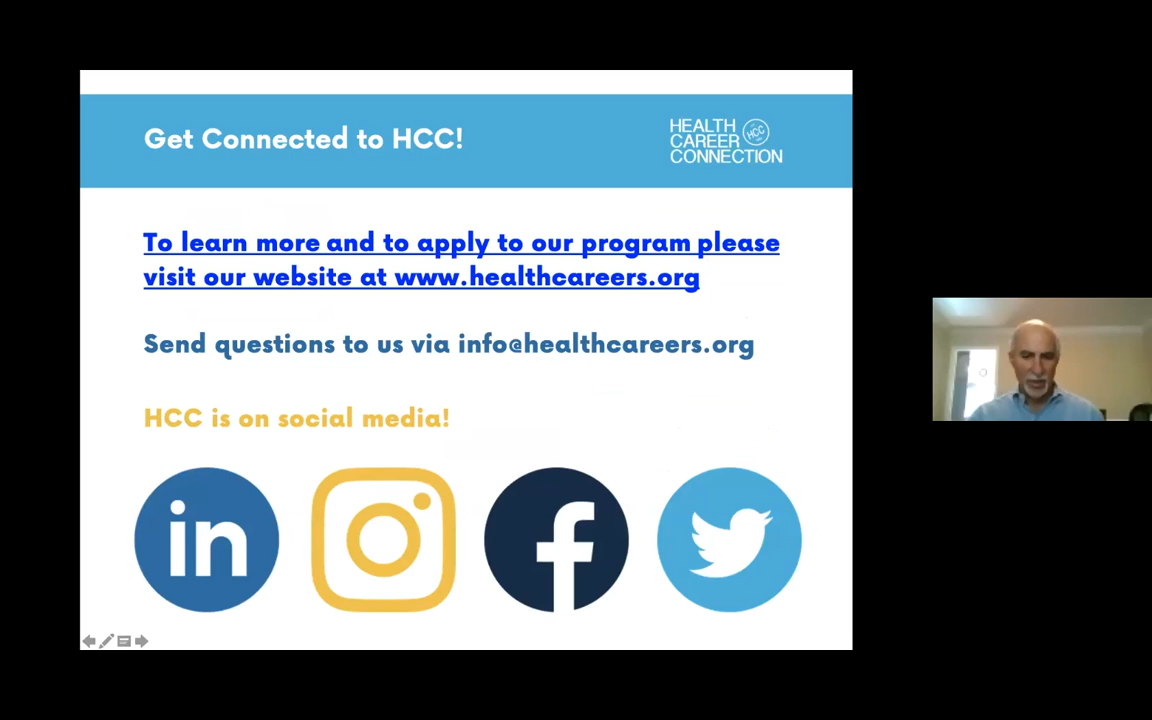 Get Connected to HCC!
HEALTH
CAREER
CONNECTION
HCC
To learn more and to apply to our program please
visit our website at www.healthcareers.org
Send questions to us via info@healthcareers.org
HCC is on social media!
in
f